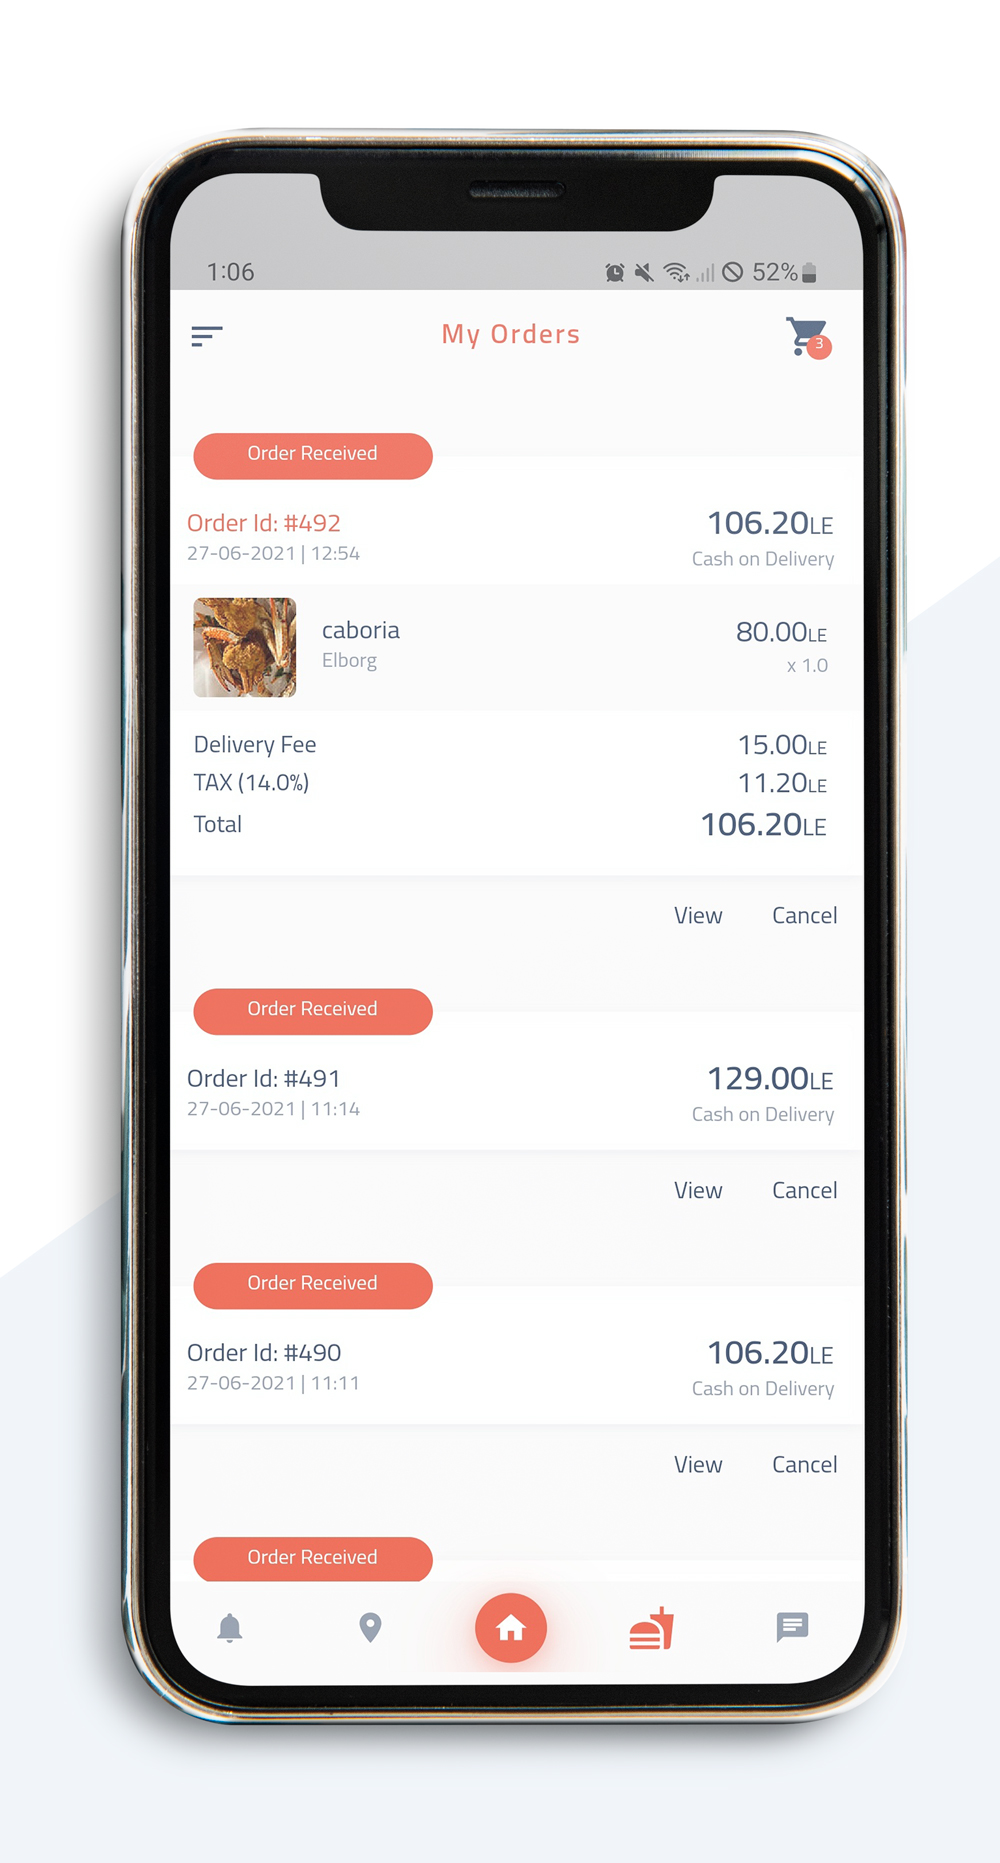 1:06 52%
My Orders
3
Order Received
Order Id: #492 106.20LE
27-06-2021 | 12:54 Cash on Delivery
caboria 80.00LE
Elborg x 1.0
Delivery Fee 15.00LE
TAX (14.0%) 11.20LE
Total 106.20LE
View Cancel
Order Received
Order Id: #491 129.00LE
27-06-2021 | 11:14 Cash on Delivery
View Cancel
Order Received
Order Id: #490 106.20LE
27-06-2021 | 11:11 Cash on Delivery
View Cancel
Order Received